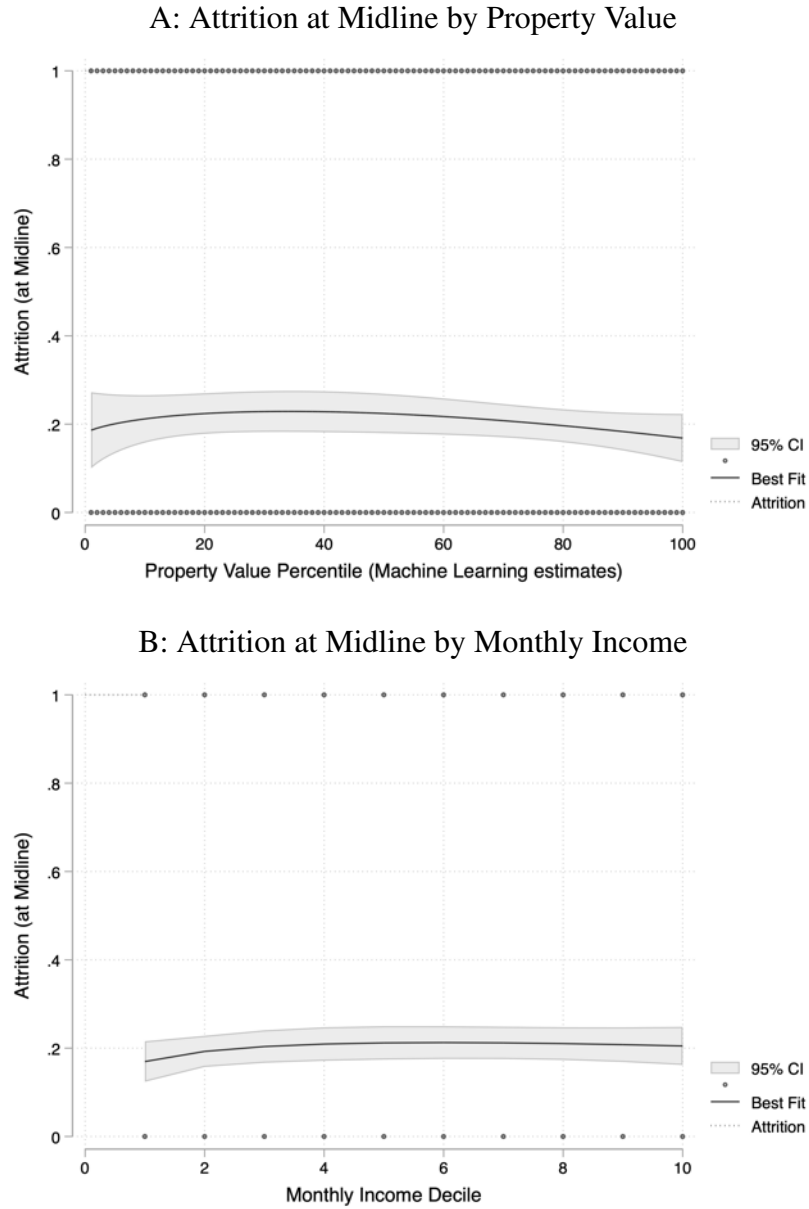 A: Attrition at Midline by Property Value
1
.8
.6
.4
.2
0
Attrition (at Midline)
0 20 40 60 80 100
Property Value Percentile (Machine Learning estimates)
95% CI
Best Fit
Attrition
B: Attrition at Midline by Monthly Income
1
.8
.6
.4
.2
0
Attrition (at Midline)
0 2 4 6 8 10
Monthly Income Decile
95% CI
Best Fit
Attrition